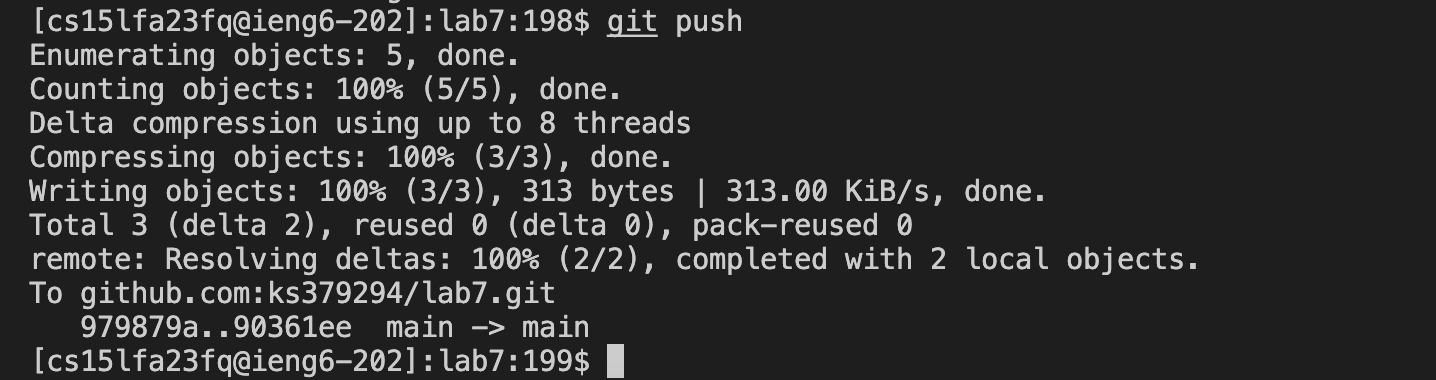 [cs15lfa23fq@ieng6-202]:lab7:198$ git push
Enumerating objects: 5, done.
Counting objects: 100% (5/5), done.
Delta compression using up to 8 threads
Compressing objects: 100% (3/3), done.
Writing objects: 100% (3/3), 313 bytes | 313.00 KiB/s, done.
Total 3 (delta 2), reused 0 (delta 0), pack-reused 0
remote: Resolving deltas: 100% (2/2), completed with 2 local objects.
To github.com:ks379294/lab7.git
   979879a..90361ee  main -> main
[cs15lfa23fq@ieng6-202]:lab7:199$